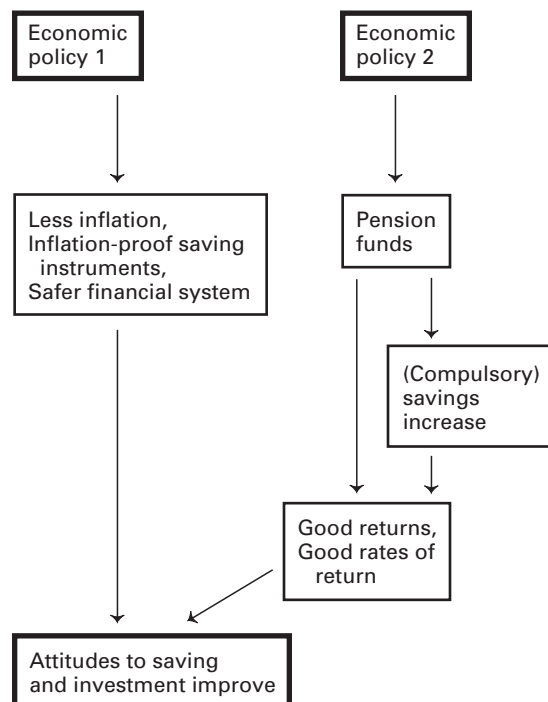 Economic
policy 1
Economic
policy 2
Less inflation,
Inflation-proof saving
instruments,
Safer financial system
Pension
funds
(Compulsory)
savings
increase
Good returns,
Good rates of
return
Attitudes to saving
and investment improve